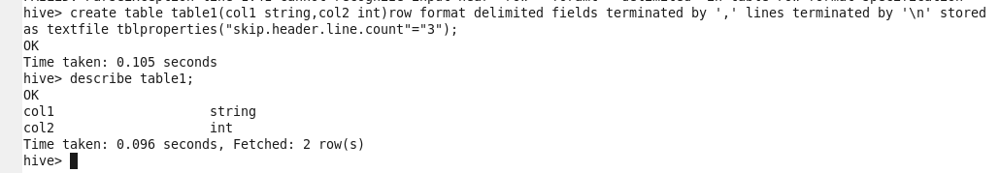 hive> create table table1(col1 string,col2 int)row format delimited fields terminated by ',' lines terminated by '\n' stored
as textfile tblproperties("skip.header.line.count"="3");
OK
Time taken: 0.105 seconds
hive> describe table1;
OK
col1                    string
col2                    int
Time taken: 0.096 seconds, Fetched: 2 row(s)
hive>